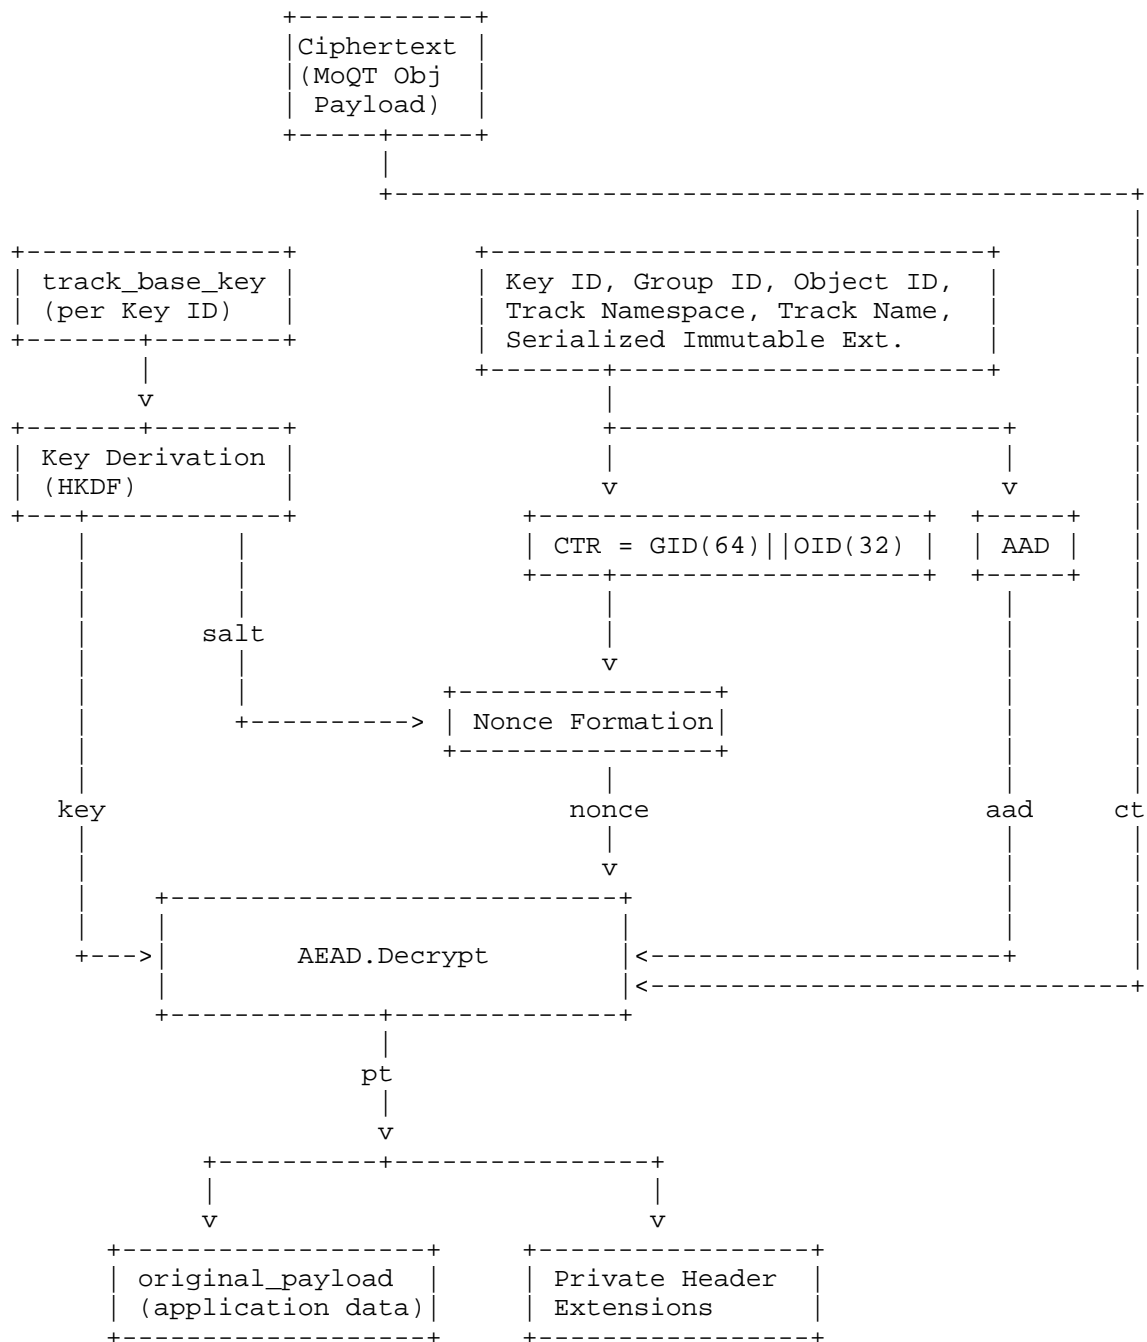 Ciphertext
(MoQT Obj
Payload)
track_base_key
(per Key ID)
Key ID, Group ID, Object ID,
Track Namespace, Track Name,
Serialized Immutable Ext.
Key Derivation
(HKDF)
CTR = GID(64)||OID(32)
AAD
salt
Nonce Formation
key
nonce
aad
ct
AEAD.Decrypt
pt
original_payload
(application data)
Private Header
Extensions